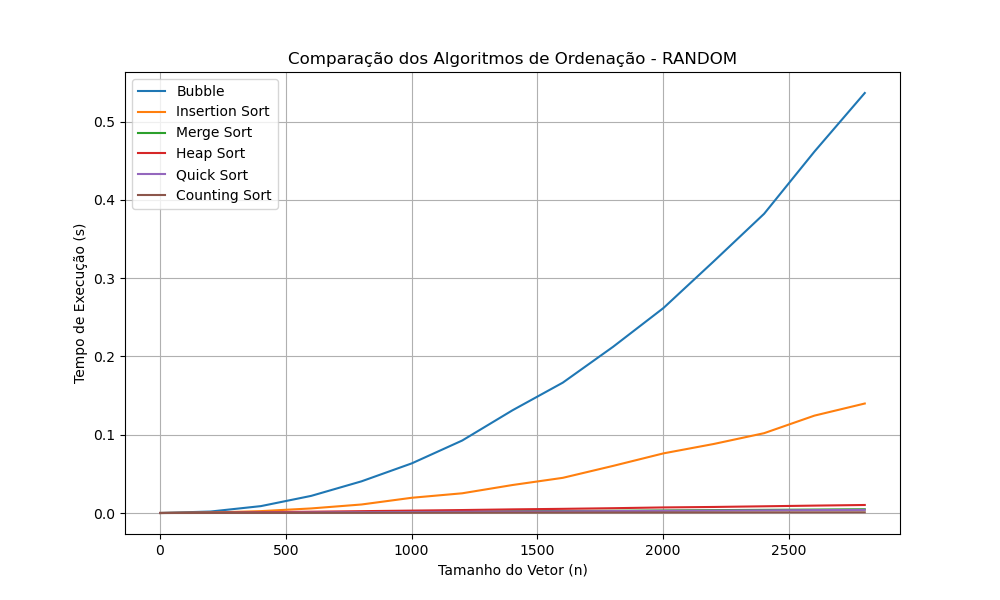 Comparação dos Algoritmos de Ordenação - RANDOM
Bubble
Insertion Sort
Merge Sort
Heap Sort
Quick Sort
Counting Sort
Tempo de Execução (s)
0.5
0.4
0.3
0.2
0.1
0.0
0
500
1000
1500
2000
2500
Tamanho do Vetor (n)